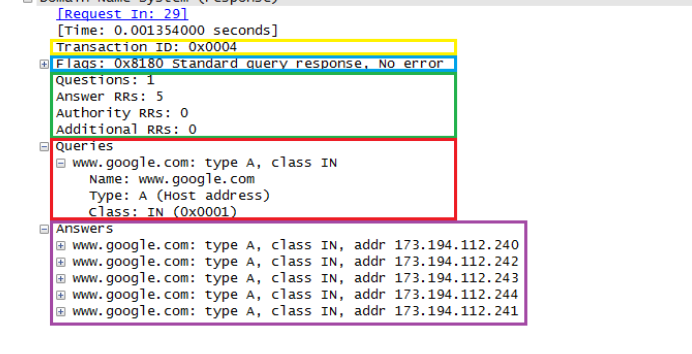 Domain Name System (response)
[Request In: 29]
[Time: 0.001354000 seconds]
Transaction ID: 0x0004
Flags: 0x8180 Standard query response, No error
Questions: 1
Answer RRs: 5
Authority RRs: 0
Additional RRs: 0
Queries
www.google.com: type A, class IN
Name: www.google.com
Type: A (Host address)
Class: IN (0x0001)
Answers
www.google.com: type A, class IN, addr 173.194.112.240
www.google.com: type A, class IN, addr 173.194.112.242
www.google.com: type A, class IN, addr 173.194.112.243
www.google.com: type A, class IN, addr 173.194.112.244
www.google.com: type A, class IN, addr 173.194.112.241